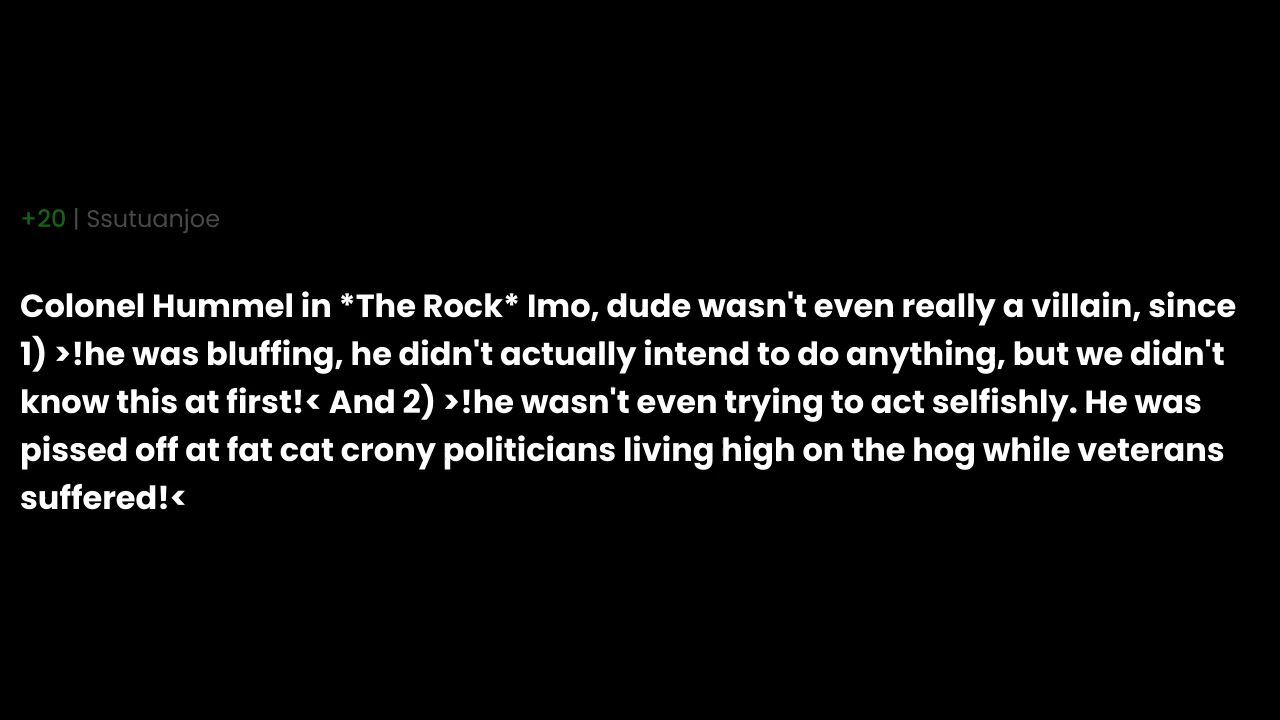 +20 | Ssutuanjoe
Colonel Hummel in *The Rock* Imo, dude wasn't even really a villain, since
1) >!he was bluffing, he didn't actually intend to do anything, but we didn't
know this at first!< And 2) >!he wasn't even trying to act selfishly. He was
pissed off at fat cat crony politicians living high on the hog while veterans
suffered!<